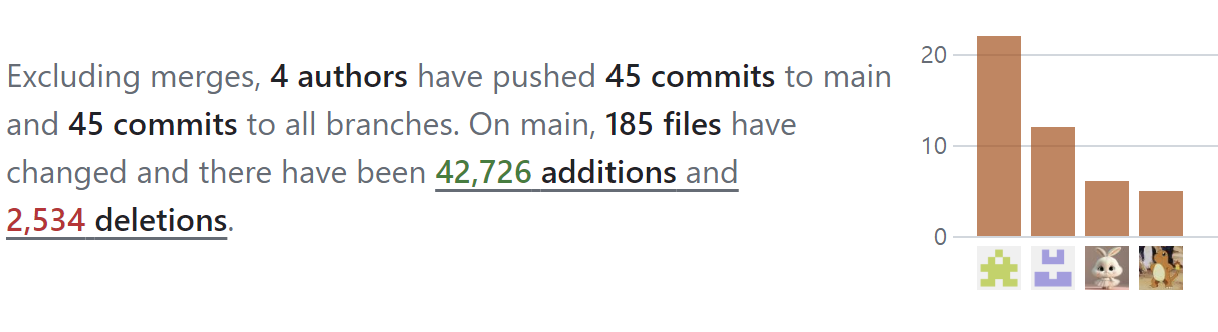 Excluding merges, 4 authors have pushed 45 commits to main
and 45 commits to all branches. On main, 185 files have
changed and there have been 42,726 additions and
2,534 deletions.
20
10
0